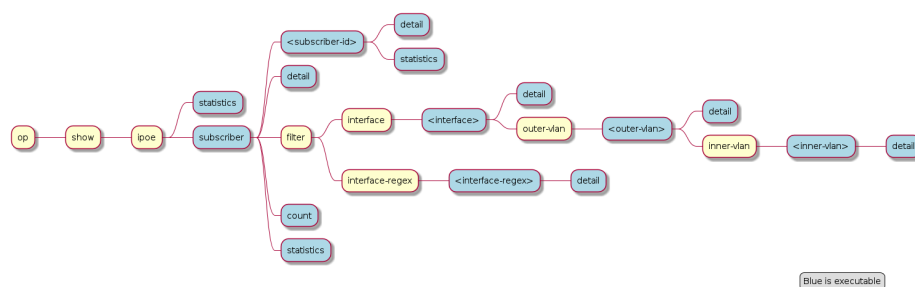 op
show
ipoe
statistics
subscriber
<subscriber-id>
detail
statistics
detail
filter
interface
<interface>
detail
outer-vlan
<outer-vlan>
detail
inner-vlan
<inner-vlan>
detail
interface-regex
<interface-regex>
detail
count
statistics
Blue is executable